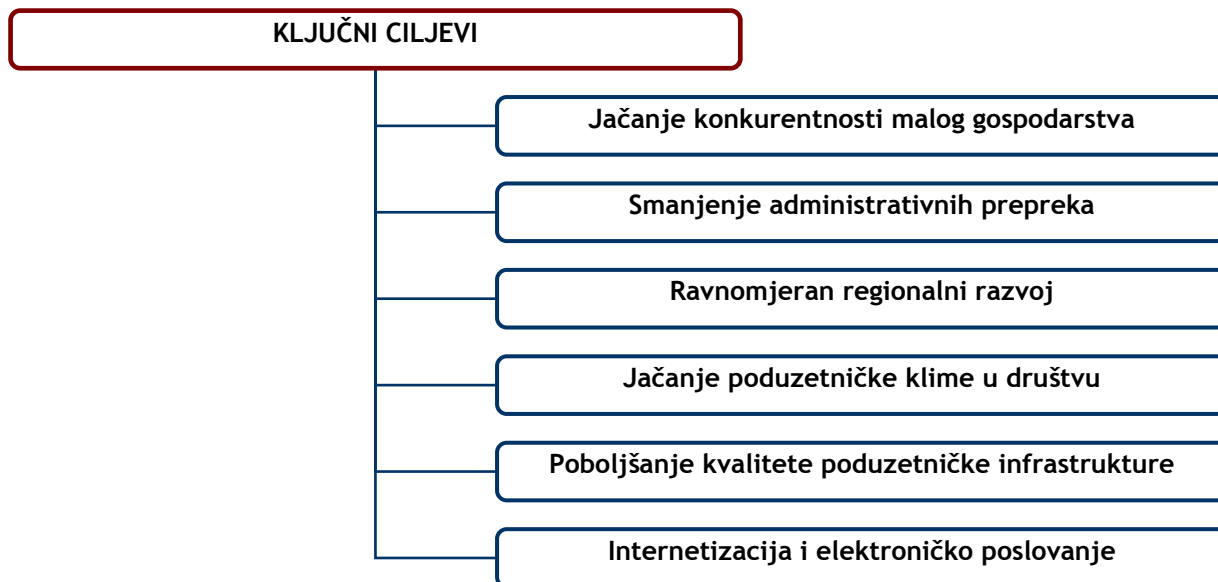 KLJUČNI CILJEVI
Jačanje konkurentnosti malog gospodarstva
Smanjenje administrativnih prepreka
Ravnomjeran regionalni razvoj
Jačanje poduzetničke klime u društvu
Poboljšanje kvalitete poduzetničke infrastrukture
Internetizacija i elektroničko poslovanje